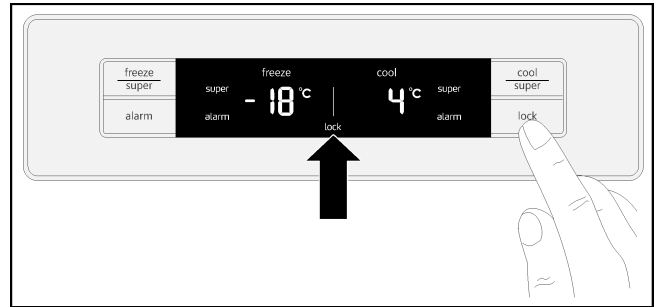 freeze
super
alarm
freeze
super
- 18 °C
alarm
cool
4 °C
super
alarm
lock
cool
super
lock